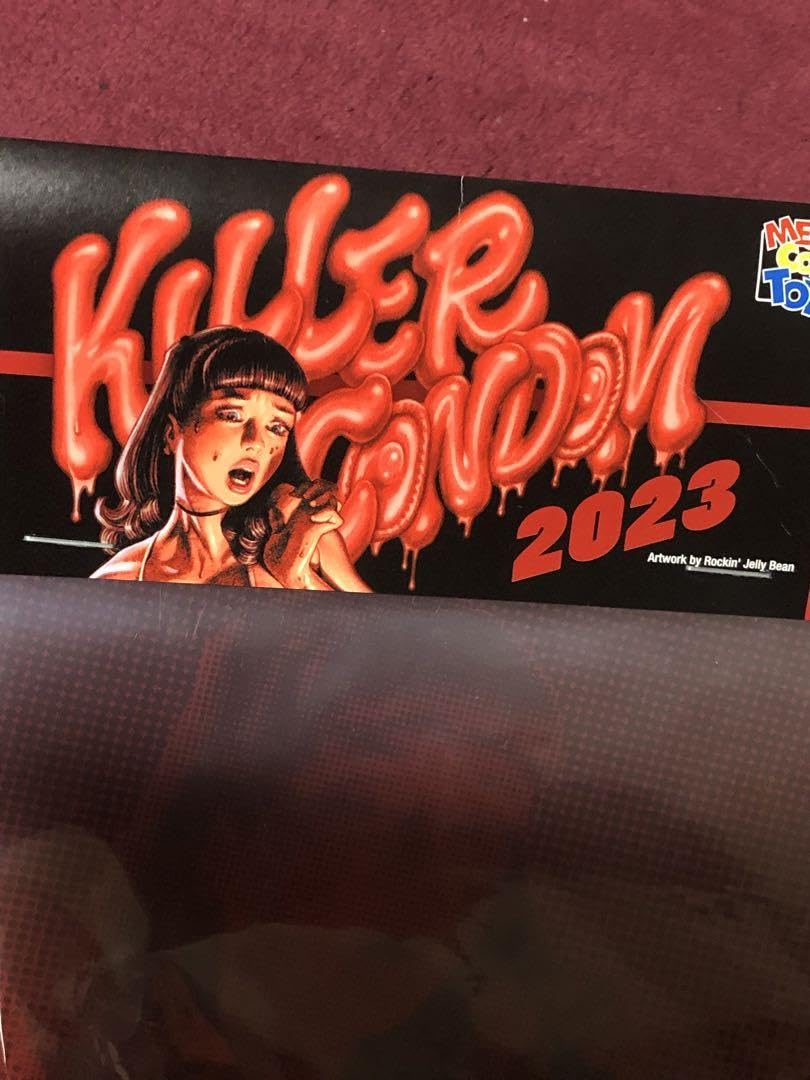 KILLER
CONDOM
2023
Artwork by Rockin' Jelly Bean